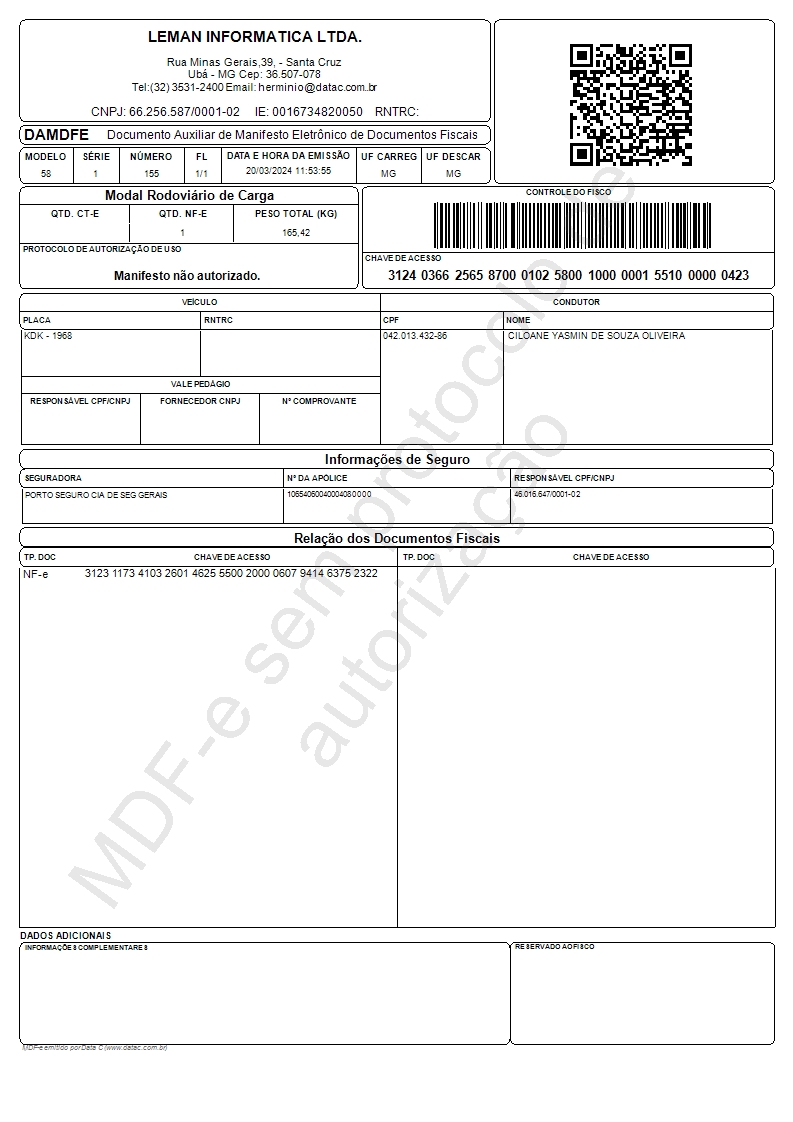 LEMAN INFORMATICA LTDA.
Rua Minas Gerais,39, - Santa Cruz
Ubá - MG Cep: 36.507-078
Tel:(32) 3531-2400 Email: herminio@datac.com.br
CNPJ: 66.256.587/0001-02 IE: 0016734820050 RNTRC:
DAMDFE Documento Auxiliar de Manifesto Eletrônico de Documentos Fiscais
MODELO SÉRIE NÚMERO FL DATA E HORA DA EMISSÃO UF CARREG UF DESCAR
58 1 155 1/1 20/03/2024 11:53:55 MG MG
Modal Rodoviário de Carga
QTD. CT-E QTD. NF-E PESO TOTAL (KG)
1 165,42
PROTOCOLO DE AUTORIZAÇÃO DE USO
Manifesto não autorizado.
CONTROLE DO FISCO
CHAVE DE ACESSO
3124 0366 2565 8700 0102 5800 1000 0001 5510 0000 0423
VEÍCULO CONDUTOR
PLACA RNTRC CPF NOME
KDK - 1968 042.013.432-86 CILOANE YASMIN DE SOUZA OLIVEIRA
VALE PEDÁGIO
RESPONSÁVEL CPF/CNPJ FORNECEDOR CNPJ Nº COMPROVANTE
Informações de Seguro
SEGURADORA Nº DA APÓLICE RESPONSÁVEL CPF/CNPJ
PORTO SEGURO CIA DE SEG GERAIS 10654060040004080000 46.016.647/0001-02
Relação dos Documentos Fiscais
TP. DOC CHAVE DE ACESSO TP. DOC CHAVE DE ACESSO
NF-e 3123 1173 4103 2601 4625 5500 2000 0607 9414 6375 2322
MDF-e sem protocolo de
autorização
DADOS ADICIONAIS
INFORMAÇÕES COMPLEMENTARES RESERVADO AO FISCO
MDF-e emitido por Data C (www.datac.com.br)